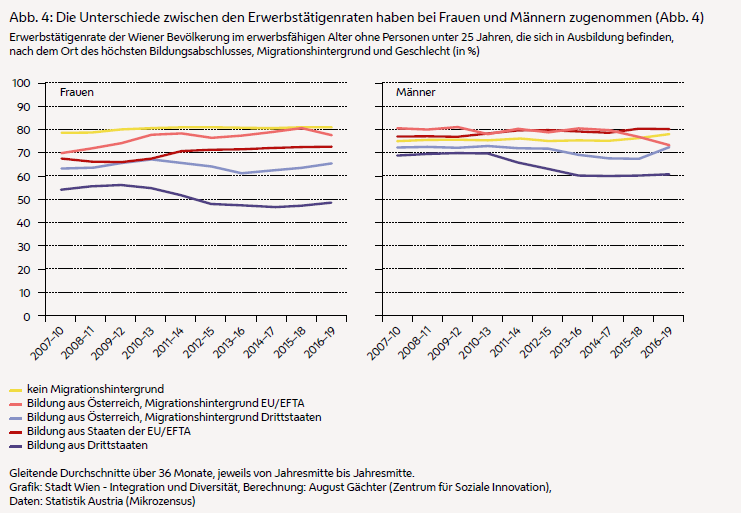 Abb. 4: Die Unterschiede zwischen den Erwerbstätigenraten haben bei Frauen und Männern zugenommen (Abb. 4)
Erwerbstätigenrate der Wiener Bevölkerung im erwerbsfähigen Alter ohne Personen unter 25 Jahren, die sich in Ausbildung befinden,
nach dem Ort des höchsten Bildungsabschlusses, Migrationshintergrund und Geschlecht (in %)
100
90
80
70
60
50
40
30
20
10
0
Frauen
2007–10
2008–11
2009–12
2010–13
2011–14
2012–15
2013–16
2014–17
2015–18
2016–19
Männer
2007–10
2008–11
2009–12
2010–13
2011–14
2012–15
2013–16
2014–17
2015–18
2016–19
kein Migrationshintergrund
Bildung aus Österreich, Migrationshintergrund EU/EFTA
Bildung aus Österreich, Migrationshintergrund Drittstaaten
Bildung aus Staaten der EU/EFTA
Bildung aus Drittstaaten
Gleitende Durchschnitte über 36 Monate, jeweils von Jahresmitte bis Jahresmitte.
Grafik: Stadt Wien - Integration und Diversität, Berechnung: August Gächter (Zentrum für Soziale Innovation),
Daten: Statistik Austria (Mikrozensus)